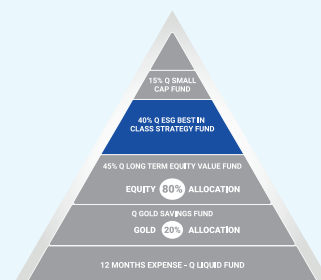 15% Q SMALL
CAP FUND
40% Q ESG BEST IN
CLASS STRATEGY FUND
45% Q LONG TERM EQUITY VALUE FUND
EQUITY 80% ALLOCATION
Q GOLD SAVINGS FUND
GOLD 20% ALLOCATION
12 MONTHS EXPENSE - Q LIQUID FUND